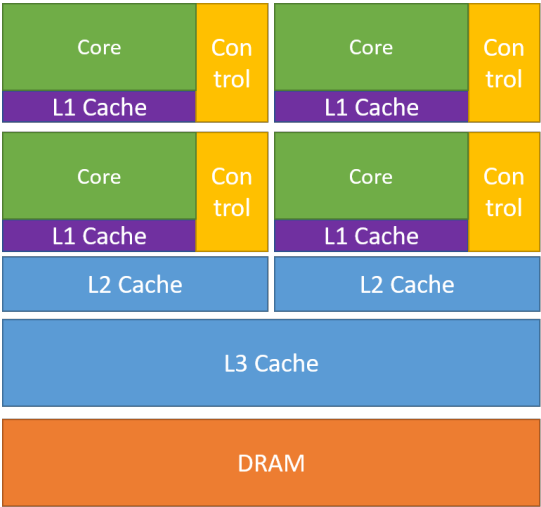 Core
Con
trol
L1 Cache
Core
Con
trol
L1 Cache
Core
Con
trol
L1 Cache
Core
Con
trol
L1 Cache
L2 Cache
L2 Cache
L3 Cache
DRAM